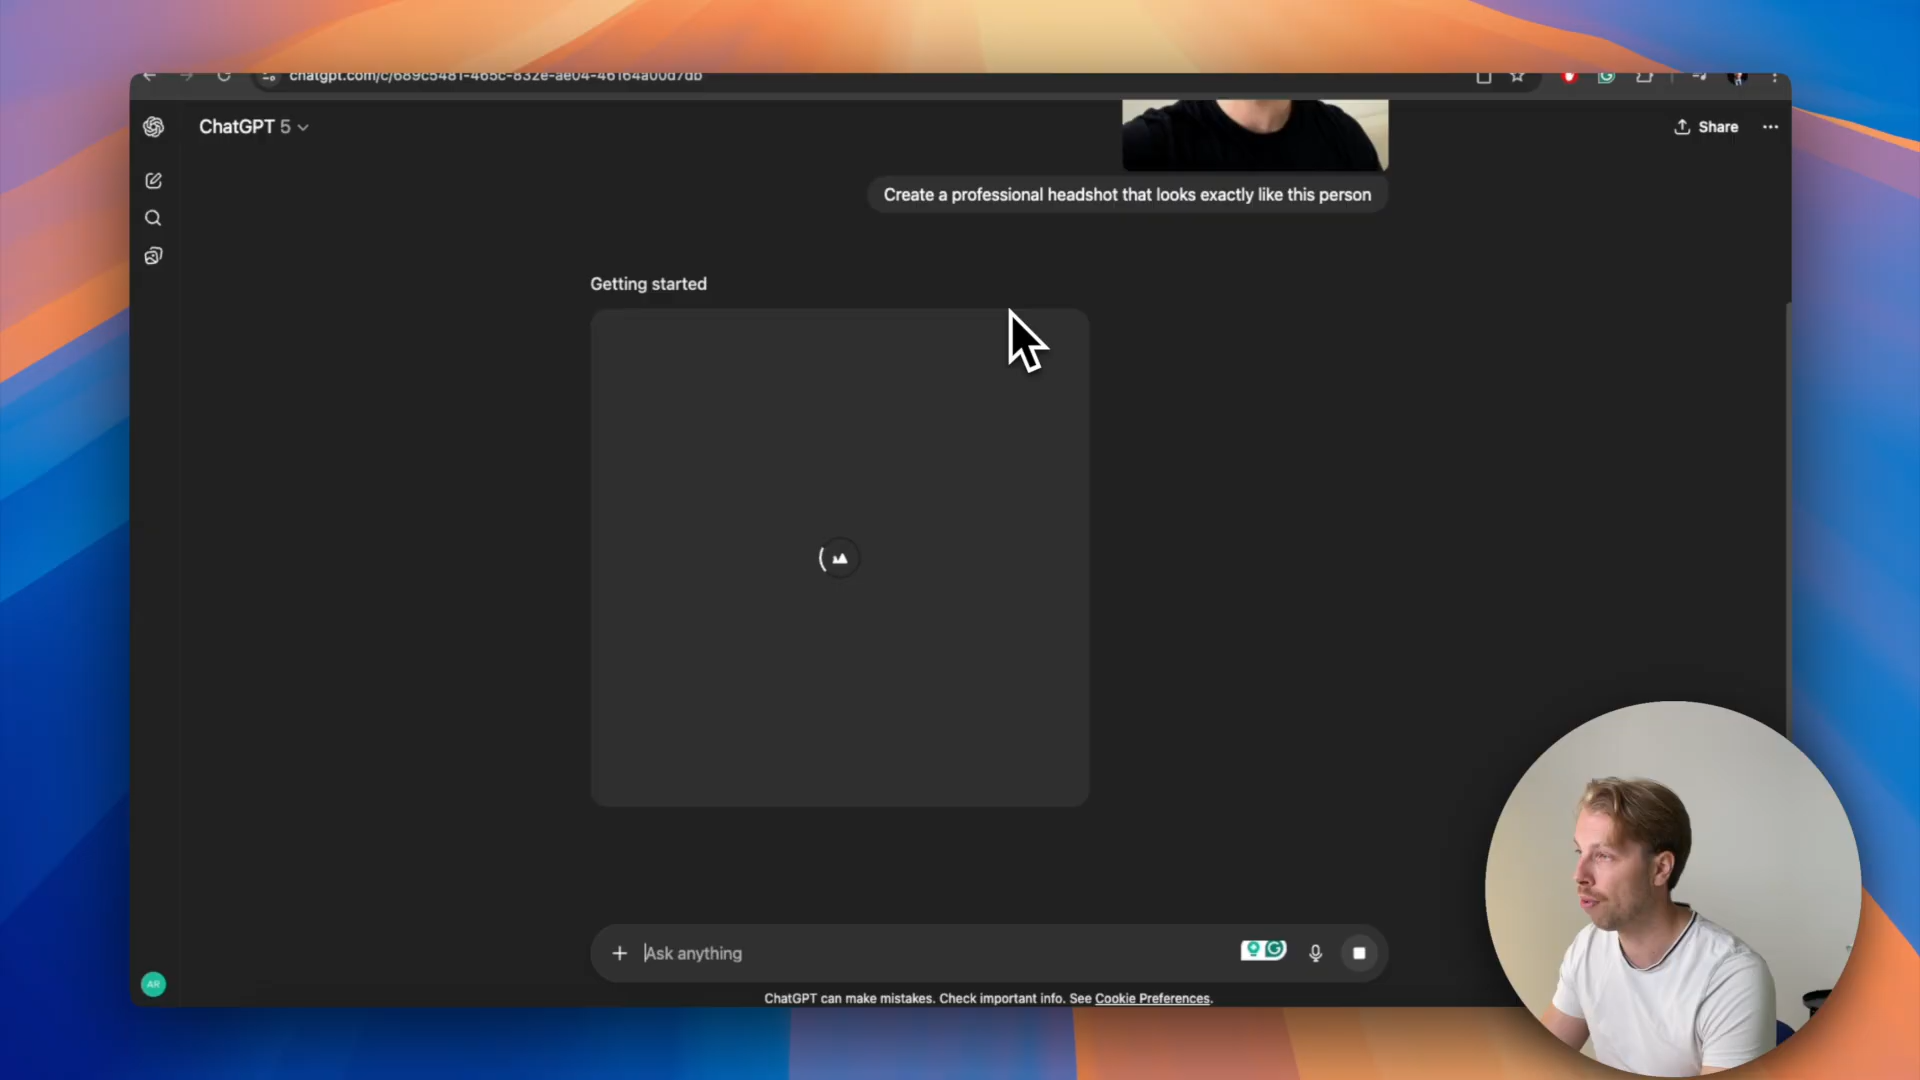 ChatGPT 5
Share
Create a professional headshot that looks exactly like this person
Getting started
Ask anything
AR
ChatGPT can make mistakes. Check important info. See Cookie Preferences.